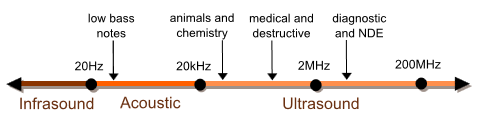 low bass
notes
animals and
chemistry
medical and
destructive
diagnostic
and NDE
20Hz
20kHz
2MHz
200MHz
Infrasound
Acoustic
Ultrasound